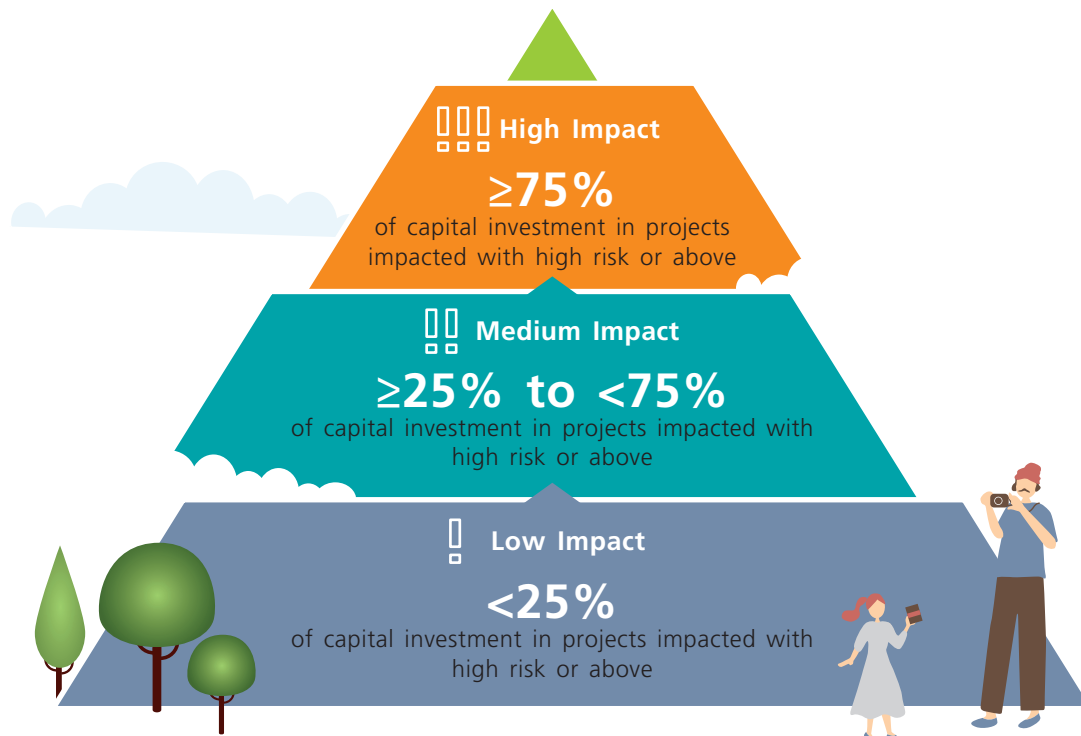 High Impact
≥75%
of capital investment in projects
impacted with high risk or above
Medium Impact
≥25% to <75%
of capital investment in projects impacted with
high risk or above
Low Impact
<25%
of capital investment in projects impacted with
high risk or above